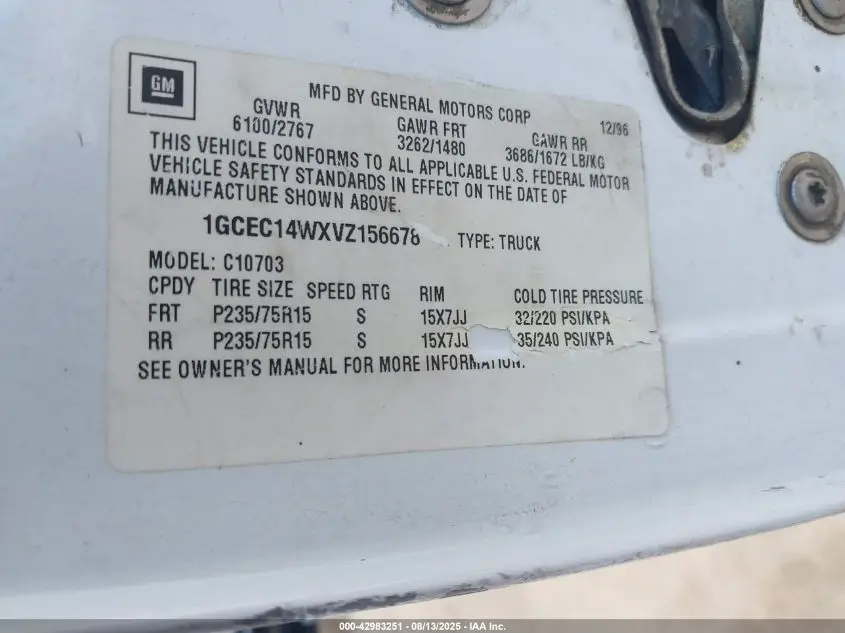 GM
MFD BY GENERAL MOTORS CORP 12/96
GVWR GAWR FRT GAWR RR
6100/2767 3262/1480 3686/1672 LB/KG
THIS VEHICLE CONFORMS TO ALL APPLICABLE U.S. FEDERAL MOTOR
VEHICLE SAFETY STANDARDS IN EFFECT ON THE DATE OF
MANUFACTURE SHOWN ABOVE.
1GCEC14WXVZ156678 TYPE: TRUCK
MODEL: C10703
CPDY TIRE SIZE SPEED RTG RIM COLD TIRE PRESSURE
FRT P235/75R15 S 15X7JJ 32/220 PSI/KPA
RR P235/75R15 S 15X7JJ 35/240 PSI/KPA
SEE OWNER'S MANUAL FOR MORE INFORMATION.
000-42983251 - 08/13/2025 - IAA Inc.